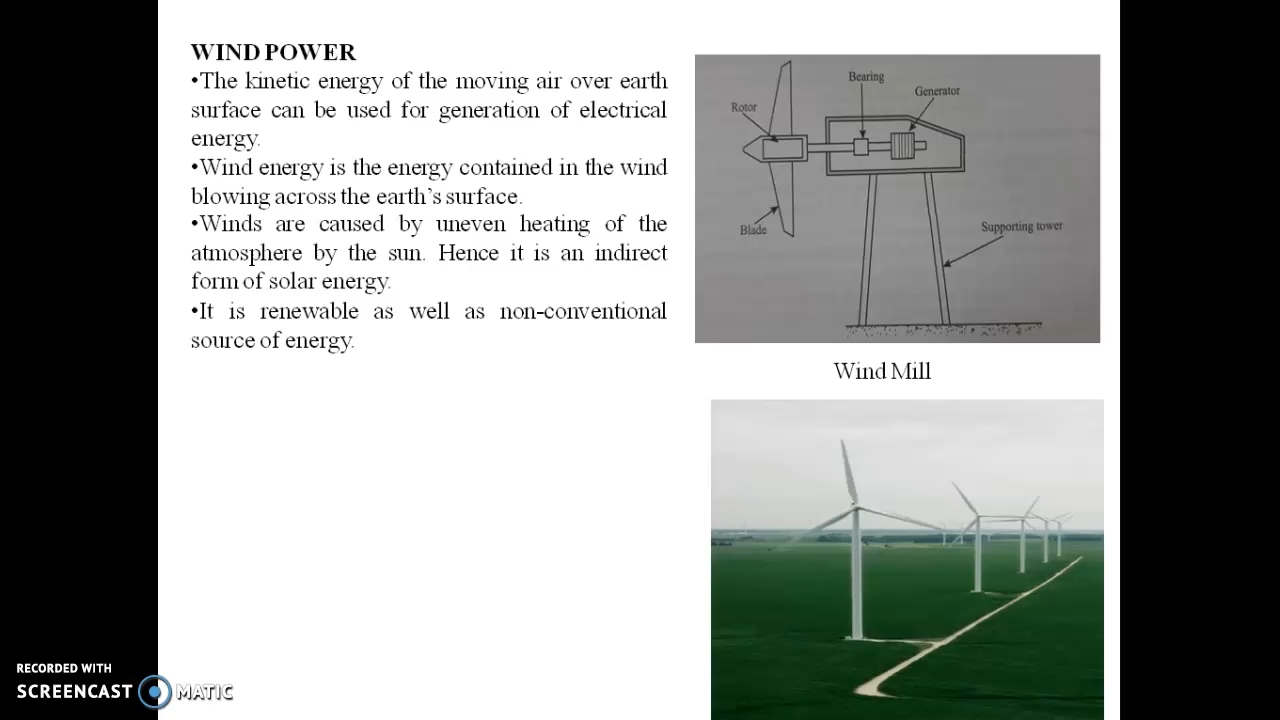 WIND POWER
•The kinetic energy of the moving air over earth
surface can be used for generation of electrical
energy.
•Wind energy is the energy contained in the wind
blowing across the earth’s surface.
•Winds are caused by uneven heating of the
atmosphere by the sun. Hence it is an indirect
form of solar energy.
•It is renewable as well as non-conventional
source of energy.
Bearing
Generator
Rotor
Blade
Supporting tower
Wind Mill
RECORDED WITH
SCREENCAST MATIC